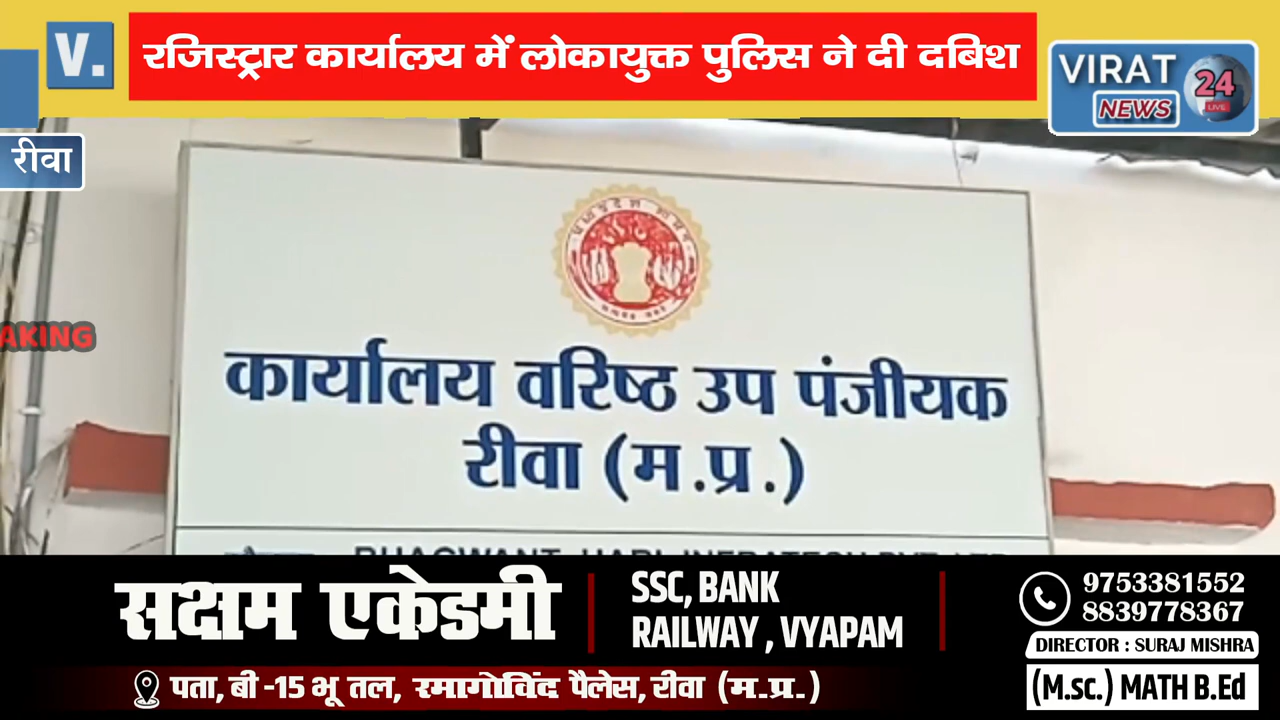 V.
रजिस्ट्रार कार्यालय में लोकायुक्त पुलिस ने दी दबिश
VIRAT
24
LIVE
NEWS
रीवा
AKING
कार्यालय वरिष्ठ उप पंजीयक
रीवा (म.प्र.)
सक्षम एकेडमी
SSC, BANK
RAILWAY , VYAPAM
9753381552
8839778367
DIRECTOR : SURAJ MISHRA
(M.sc.) MATH B.Ed
पता, बी -15 भू तल, रमागोविंद पैलेस, रीवा (म.प्र.)